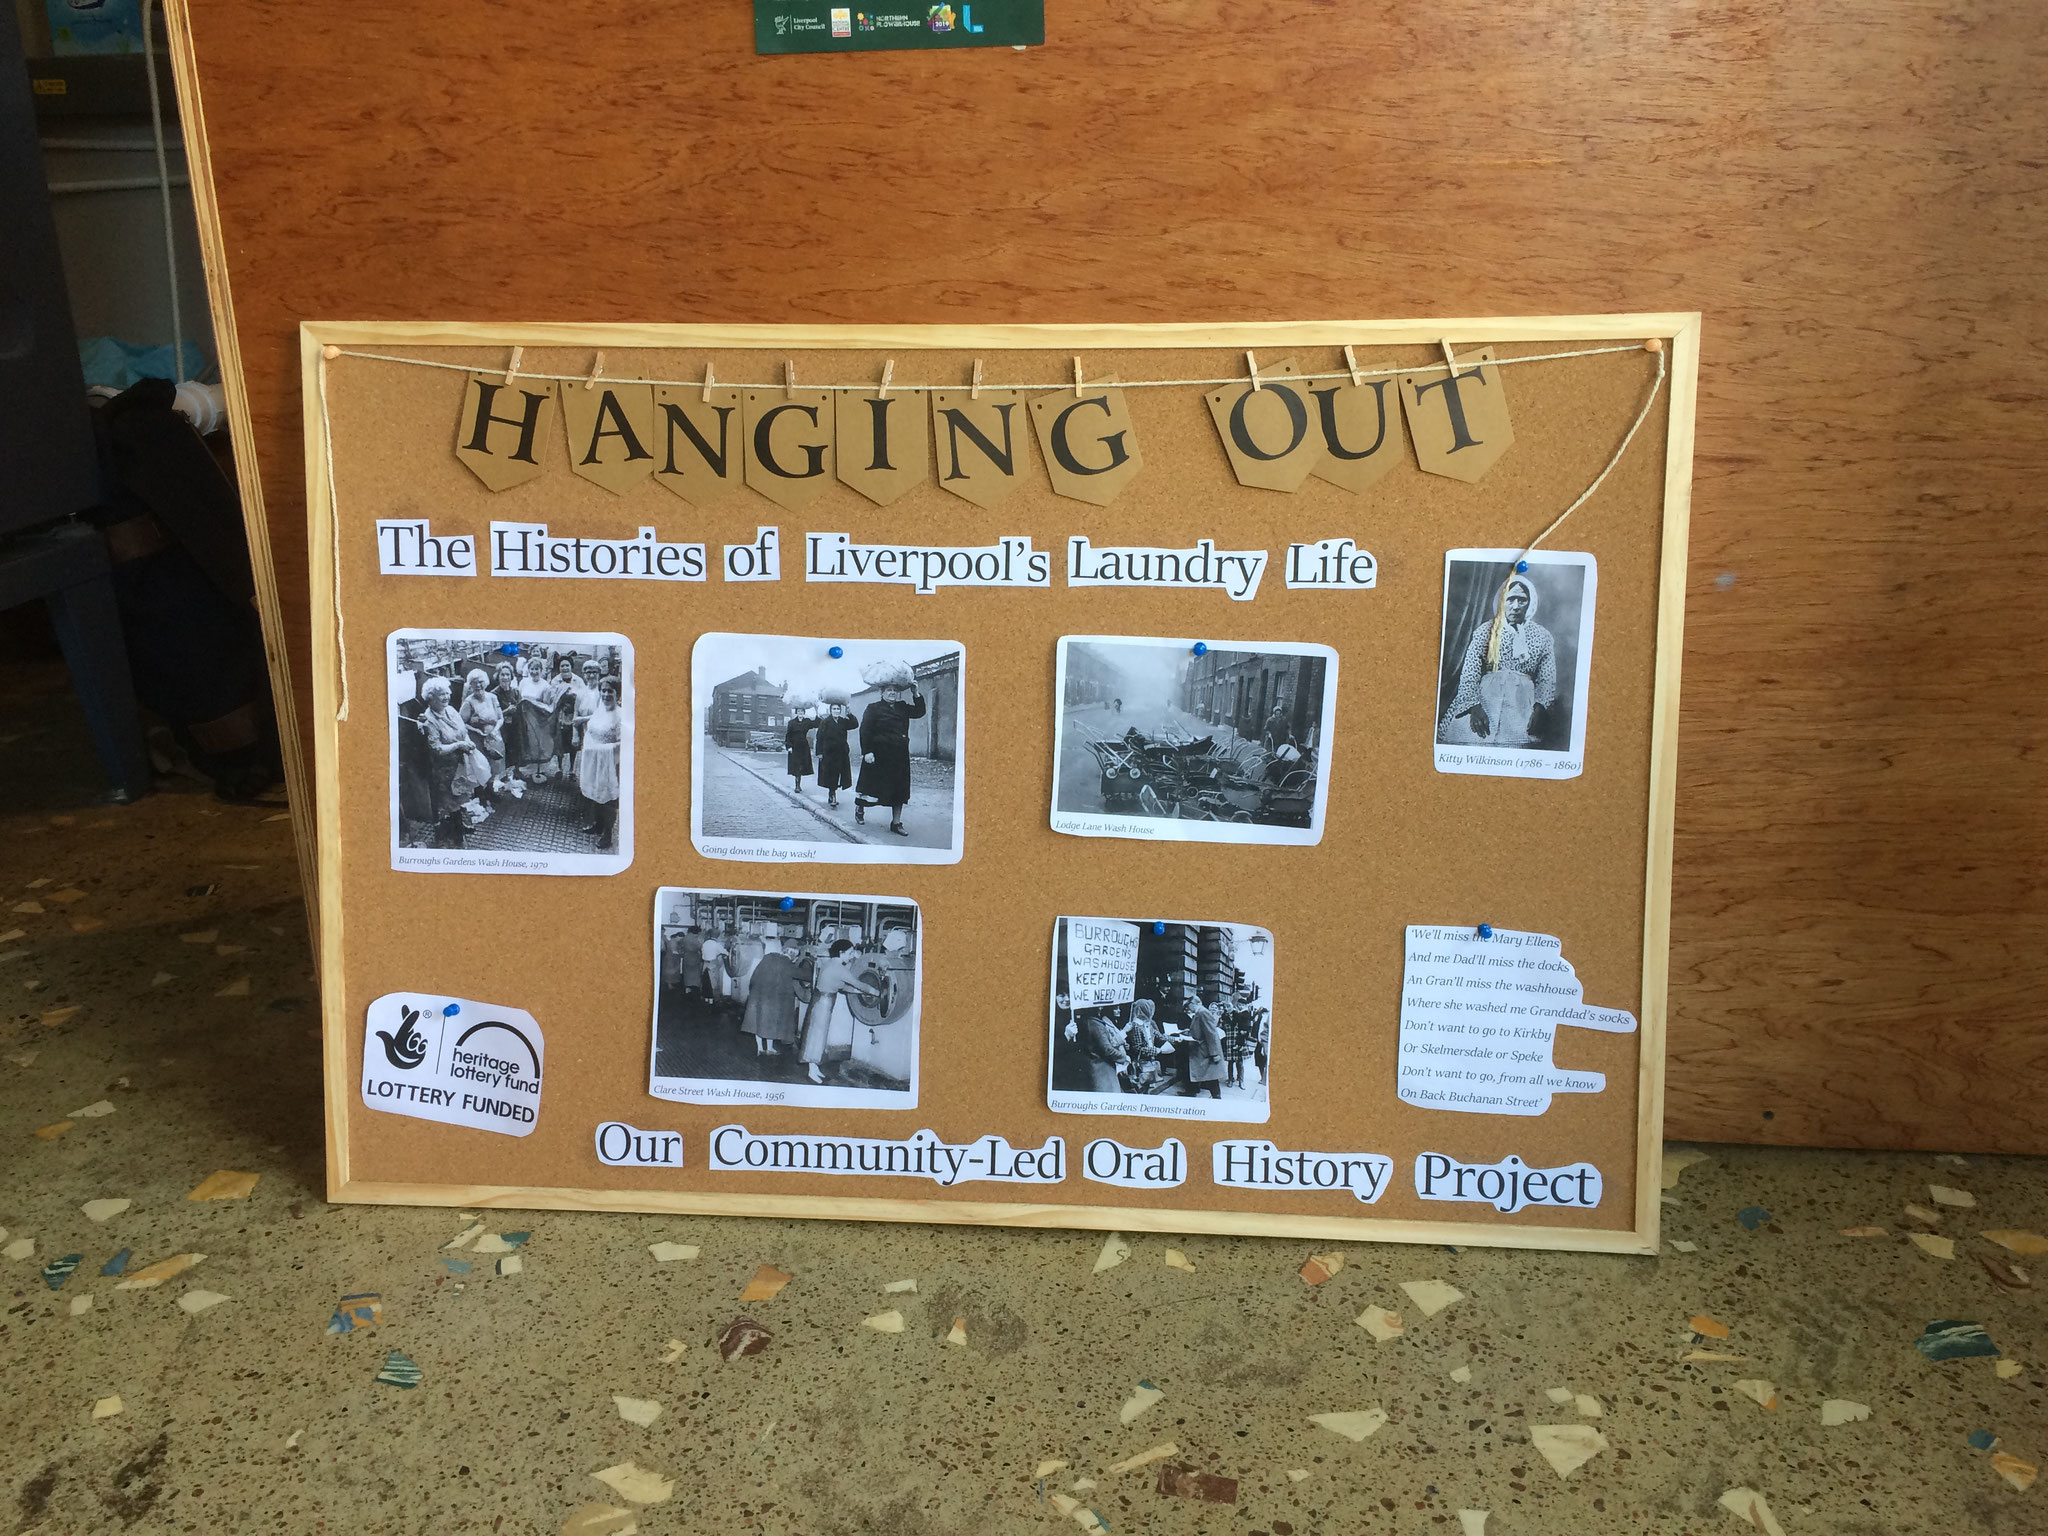 Liverpool
City Council
NORTHERN
FLOWERHOUSE
2019
HANGING OUT
The Histories of Liverpool's Laundry Life
Kitty Wilkinson (1786 – 1860)
Burroughs Gardens Wash House, 1970
Going down the bag wash!
Lodge Lane Wash House
Clare Street Wash House, 1956
BURROUGHS
GARDENS
WASHHOUSE
KEEP IT OPEN
WE NEED IT!
Burroughs Gardens Demonstration
'We'll miss the Mary Ellens
And me Dad'll miss the docks
An Gran'll miss the washhouse
Where she washed me Granddad's socks
Don't want to go to Kirkby
Or Skelmersdale or Speke
Don't want to go, from all we know
On Back Buchanan Street'
®
heritage
lottery fund
LOTTERY FUNDED
Our Community-Led Oral History Project